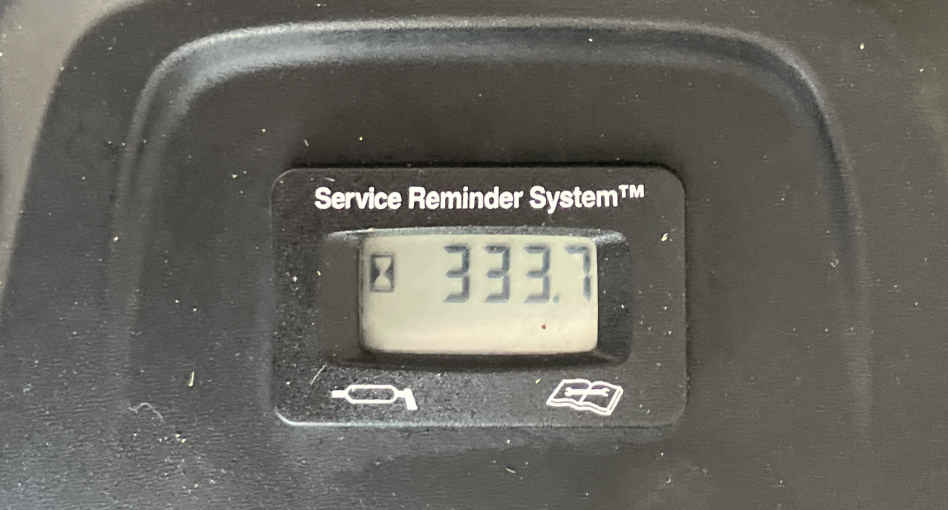 Service Reminder System™
333.7